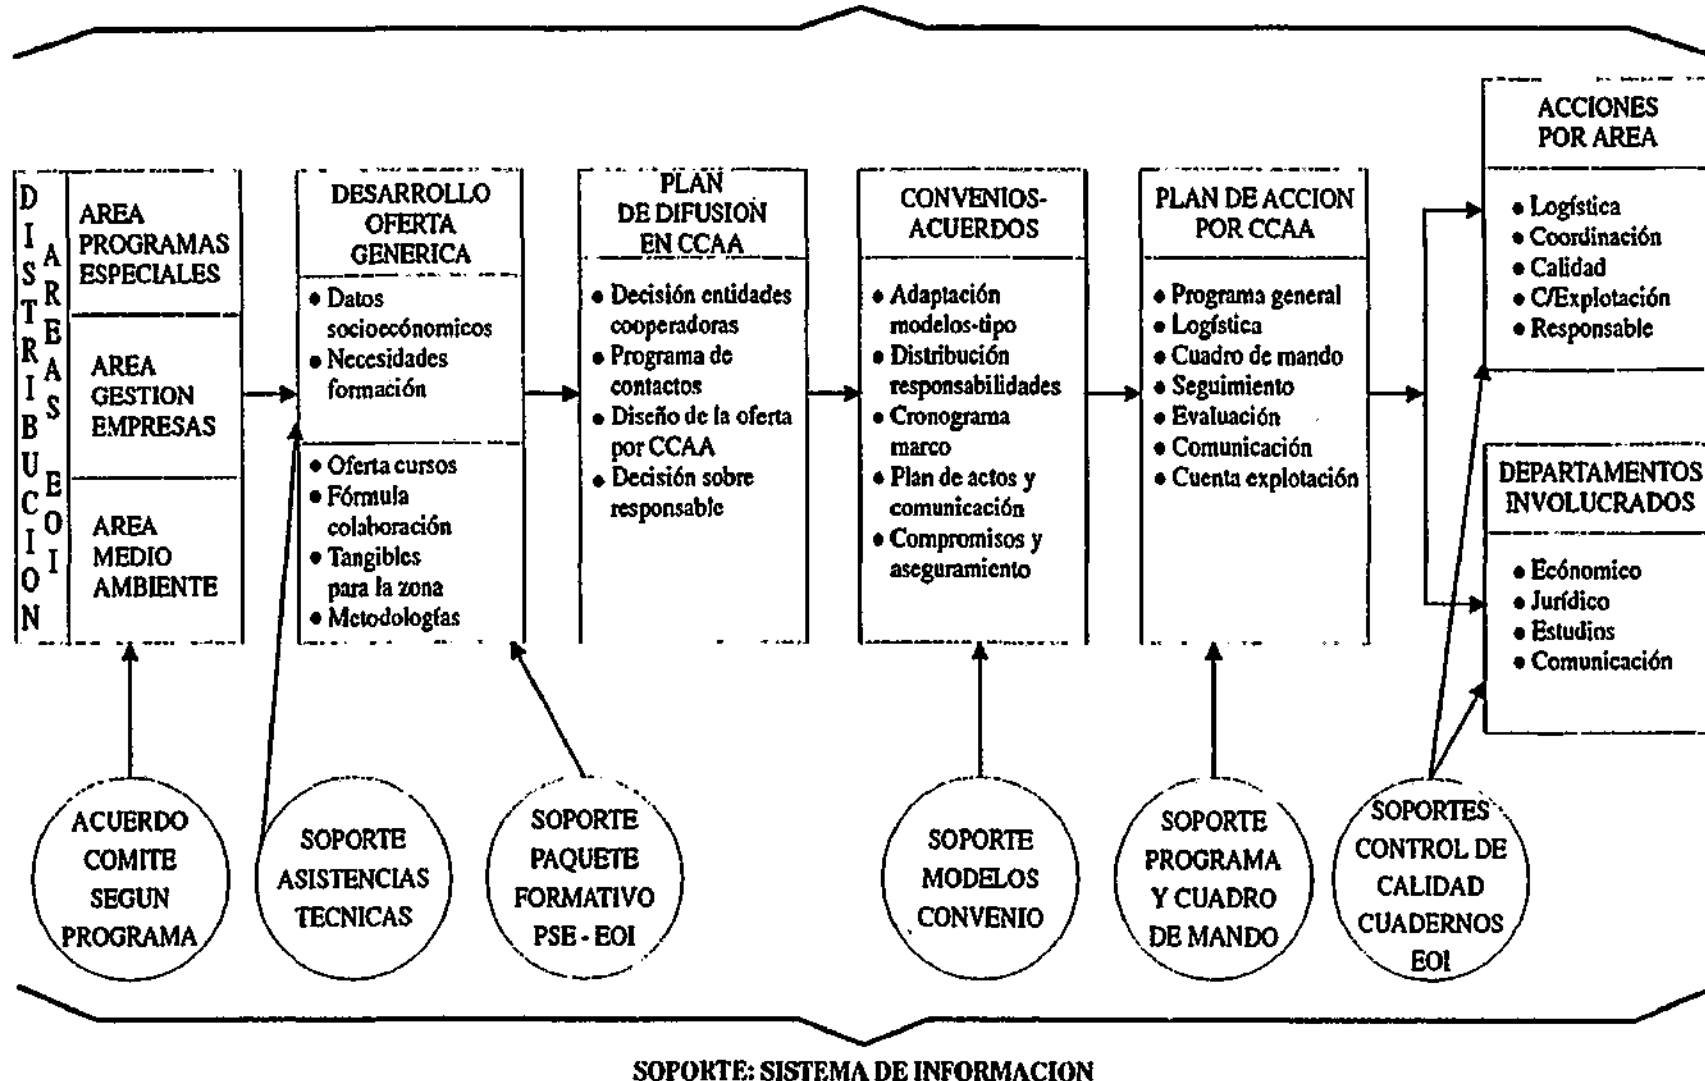 DISTRIBUCION
AREAS EOI
AREA
PROGRAMAS
ESPECIALES
AREA
GESTION
EMPRESAS
AREA
MEDIO
AMBIENTE
DESARROLLO
OFERTA
GENERICA
• Datos
socioecónomicos
• Necesidades
formación
• Oferta cursos
• Fórmula
colaboración
• Tangibles
para la zona
• Metodologías
PLAN
DE DIFUSION
EN CCAA
• Decisión entidades
cooperadoras
• Programa de
contactos
• Diseño de la oferta
por CCAA
• Decisión sobre
responsable
CONVENIOS-
ACUERDOS
• Adaptación
modelos-tipo
• Distribución
responsabilidades
• Cronograma
marco
• Plan de actos y
comunicación
• Compromisos y
aseguramiento
PLAN DE ACCION
POR CCAA
• Programa general
• Logística
• Cuadro de mando
• Seguimiento
• Evaluación
• Comunicación
• Cuenta explotación
ACCIONES
POR AREA
• Logística
• Coordinación
• Calidad
• C/Explotación
• Responsable
DEPARTAMENTOS
INVOLUCRADOS
• Ecónomico
• Jurídico
• Estudios
• Comunicación
ACUERDO
COMITE
SEGUN
PROGRAMA
SOPORTE
ASISTENCIAS
TECNICAS
SOPORTE
PAQUETE
FORMATIVO
PSE - EOI
SOPORTE
MODELOS
CONVENIO
SOPORTE
PROGRAMA
Y CUADRO
DE MANDO
SOPORTES
CONTROL DE
CALIDAD
CUADERNOS
EOI
SOPORTE: SISTEMA DE INFORMACION